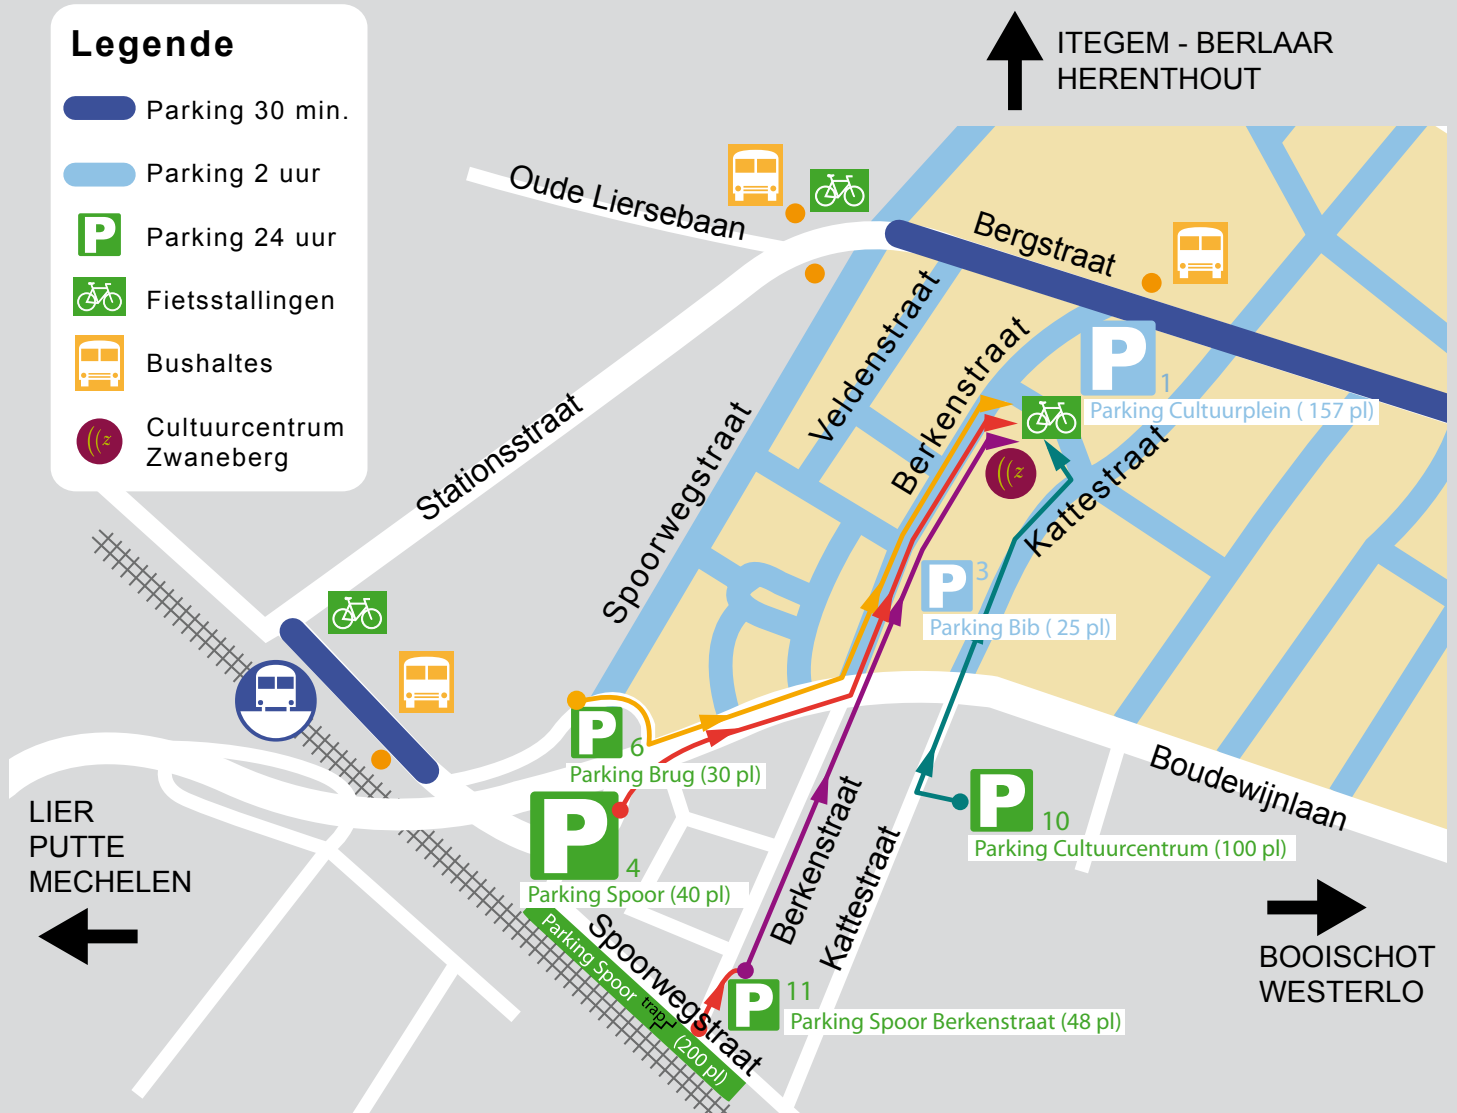 Legende
Parking 30 min.
Parking 2 uur
P
Parking 24 uur
Fietsstallingen
Bushaltes
((z
Cultuurcentrum
Zwaneberg
ITEGEM - BERLAAR
HERENTHOUT
Oude Liersebaan
Bergstraat
Veldenstraat
Berkenstraat
P
1
Parking Cultuurplein ( 157 pl)
Stationsstraat
Spoorwegstraat
((z
Kattestraat
P
3
Parking Bib ( 25 pl)
P
6
Parking Brug (30 pl)
Boudewijnlaan
LIER
PUTTE
MECHELEN
P
4
Parking Spoor (40 pl)
P
10
Parking Cultuurcentrum (100 pl)
Berkenstraat
Kattestraat
Spoorwegstraat
Parking Spoor
trap
(200 pl)
P
11
Parking Spoor Berkenstraat (48 pl)
BOOISCHOT
WESTERLO